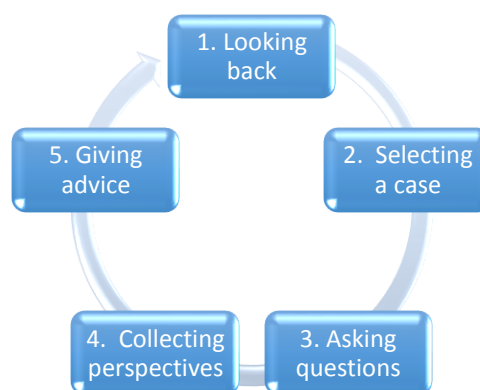 1. Looking
back
2. Selecting
a case
3. Asking
questions
4. Collecting
perspectives
5. Giving
advice